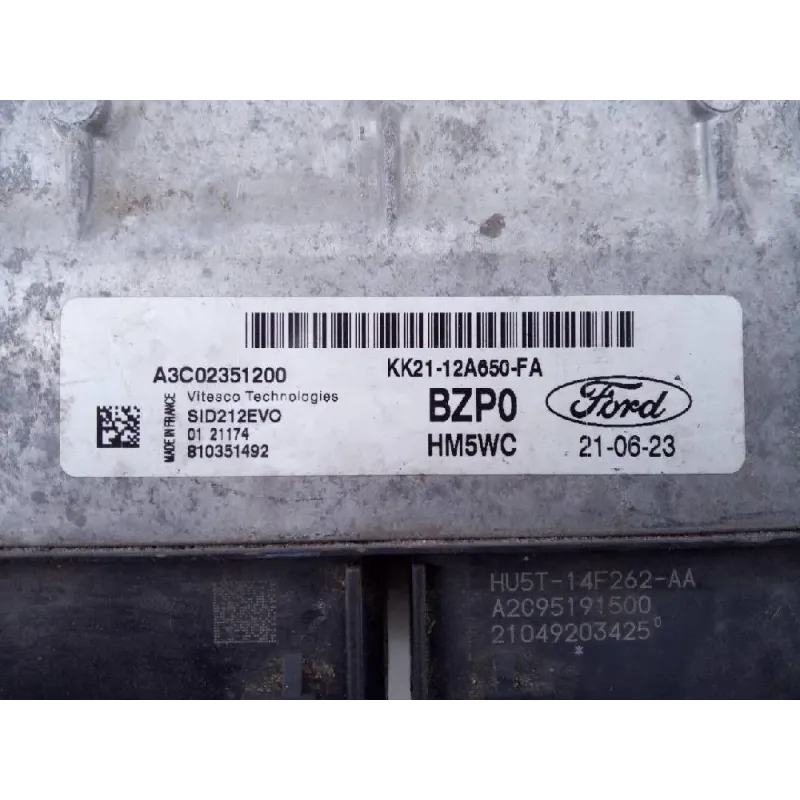 A3C02351200
Vitesco Technologies
SID212EVO
01 21174
810351492
MADE IN FRANCE
KK21-12A650-FA
BZP0
HM5WC
Ford
21-06-23
HU5T-14F262-AA
A2C95191500
21049203425⁰
*